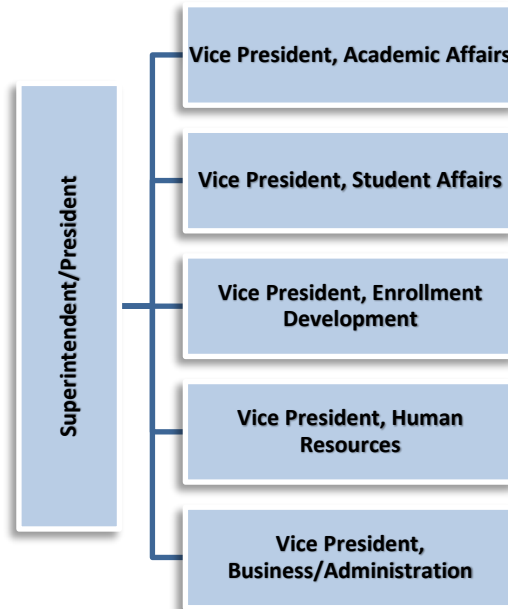 Superintendent/President
Vice President, Academic Affairs
Vice President, Student Affairs
Vice President, Enrollment
Development
Vice President, Human
Resources
Vice President,
Business/Administration